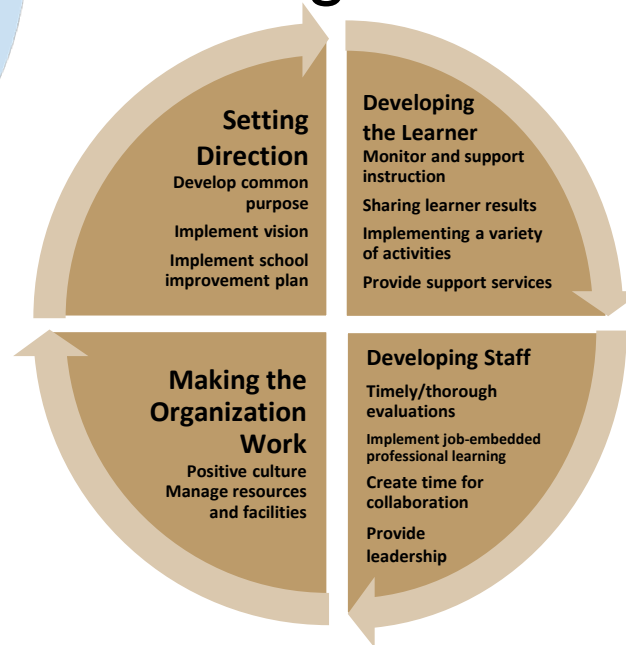 g
Setting
Direction
Develop common
purpose
Implement vision
Implement school
improvement plan
Developing
the Learner
Monitor and support
instruction
Sharing learner results
Implementing a variety
of activities
Provide support services
Making the
Organization
Work
Positive culture
Manage resources
and facilities
Developing Staff
Timely/thorough
evaluations
Implement job-embedded
professional learning
Create time for
collaboration
Provide
leadership